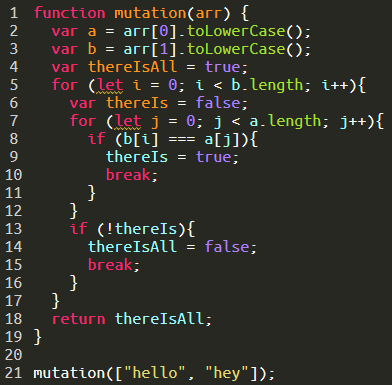 1 function mutation(arr) {
2   var a = arr[0].toLowerCase();
3   var b = arr[1].toLowerCase();
4   var thereIsAll = true;
5   for (let i = 0; i < b.length; i++){
6     var thereIs = false;
7     for (let j = 0; j < a.length; j++){
8       if (b[i] === a[j]){
9         thereIs = true;
10         break;
11       }
12     }
13     if (!thereIs){
14       thereIsAll = false;
15       break;
16     }
17   }
18   return thereIsAll;
19 }
20
21 mutation(["hello", "hey"]);